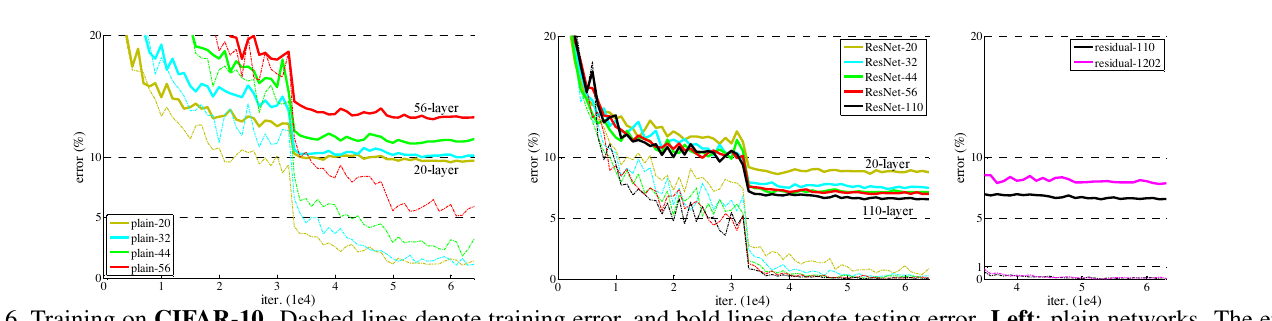 20
10
5
0
error (%)
56-layer
20-layer
plain-20
plain-32
plain-44
plain-56
0 1 2 3 4 5 6
iter. (1e4)
20
10
5
0
error (%)
ResNet-20
ResNet-32
ResNet-44
ResNet-56
ResNet-110
20-layer
110-layer
0 1 2 3 4 5 6
iter. (1e4)
20
10
5
1
0
error (%)
residual-110
residual-1202
4 5 6
iter. (1e4)
6. Training on CIFAR-10. Dashed lines denote training error, and bold lines denote testing error. Left: plain networks. The e